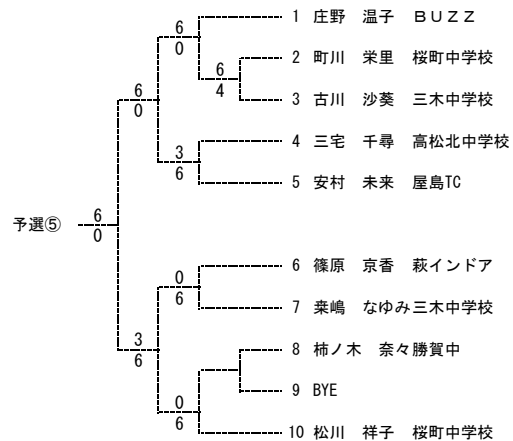 1 庄野 温子 BUZZ
6
0
2 町川 栄里 桜町中学校
6
4
3 古川 沙葵 三木中学校
6
0
4 三宅 千尋 高松北中学校
3
6
5 安村 未来 屋島TC
予選⑤
6
0
6 篠原 京香 萩インドア
0
6
7 桒嶋 なゆみ三木中学校
3
6
8 柿ノ木 奈々勝賀中
9 BYE
0
6
10 松川 祥子 桜町中学校